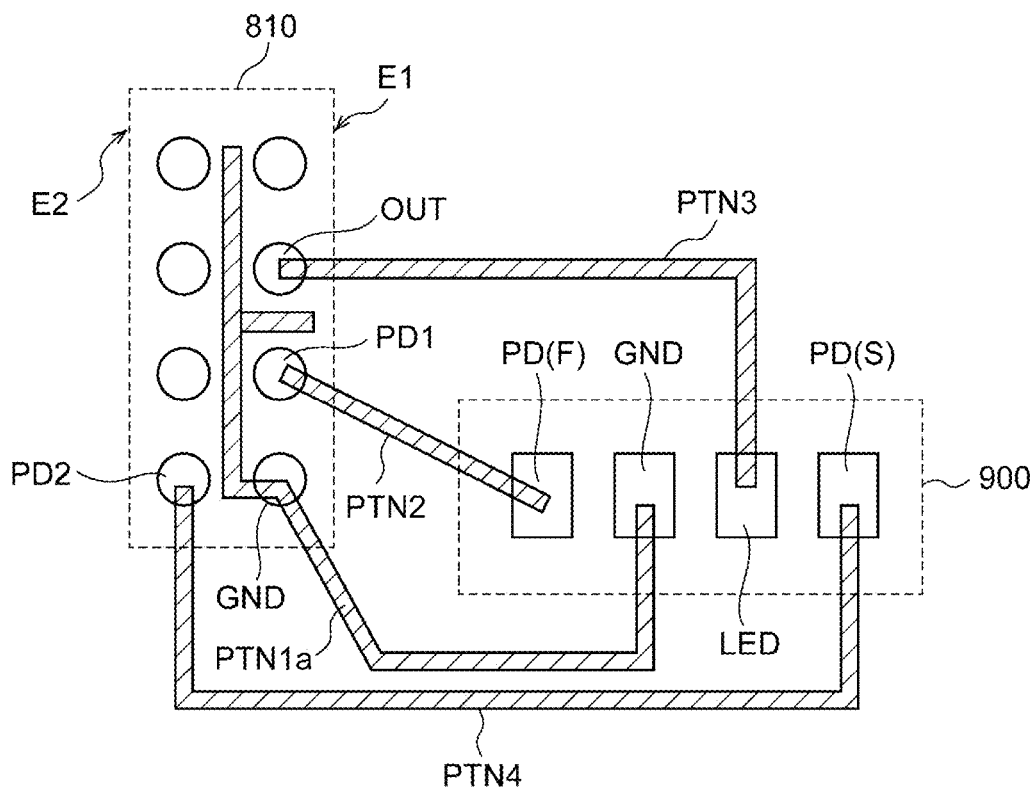 810
E1
E2
OUT
PTN3
PD1
PD(F)
GND
PD(S)
PD2
PTN2
900
GND
LED
PTN1a
PTN4